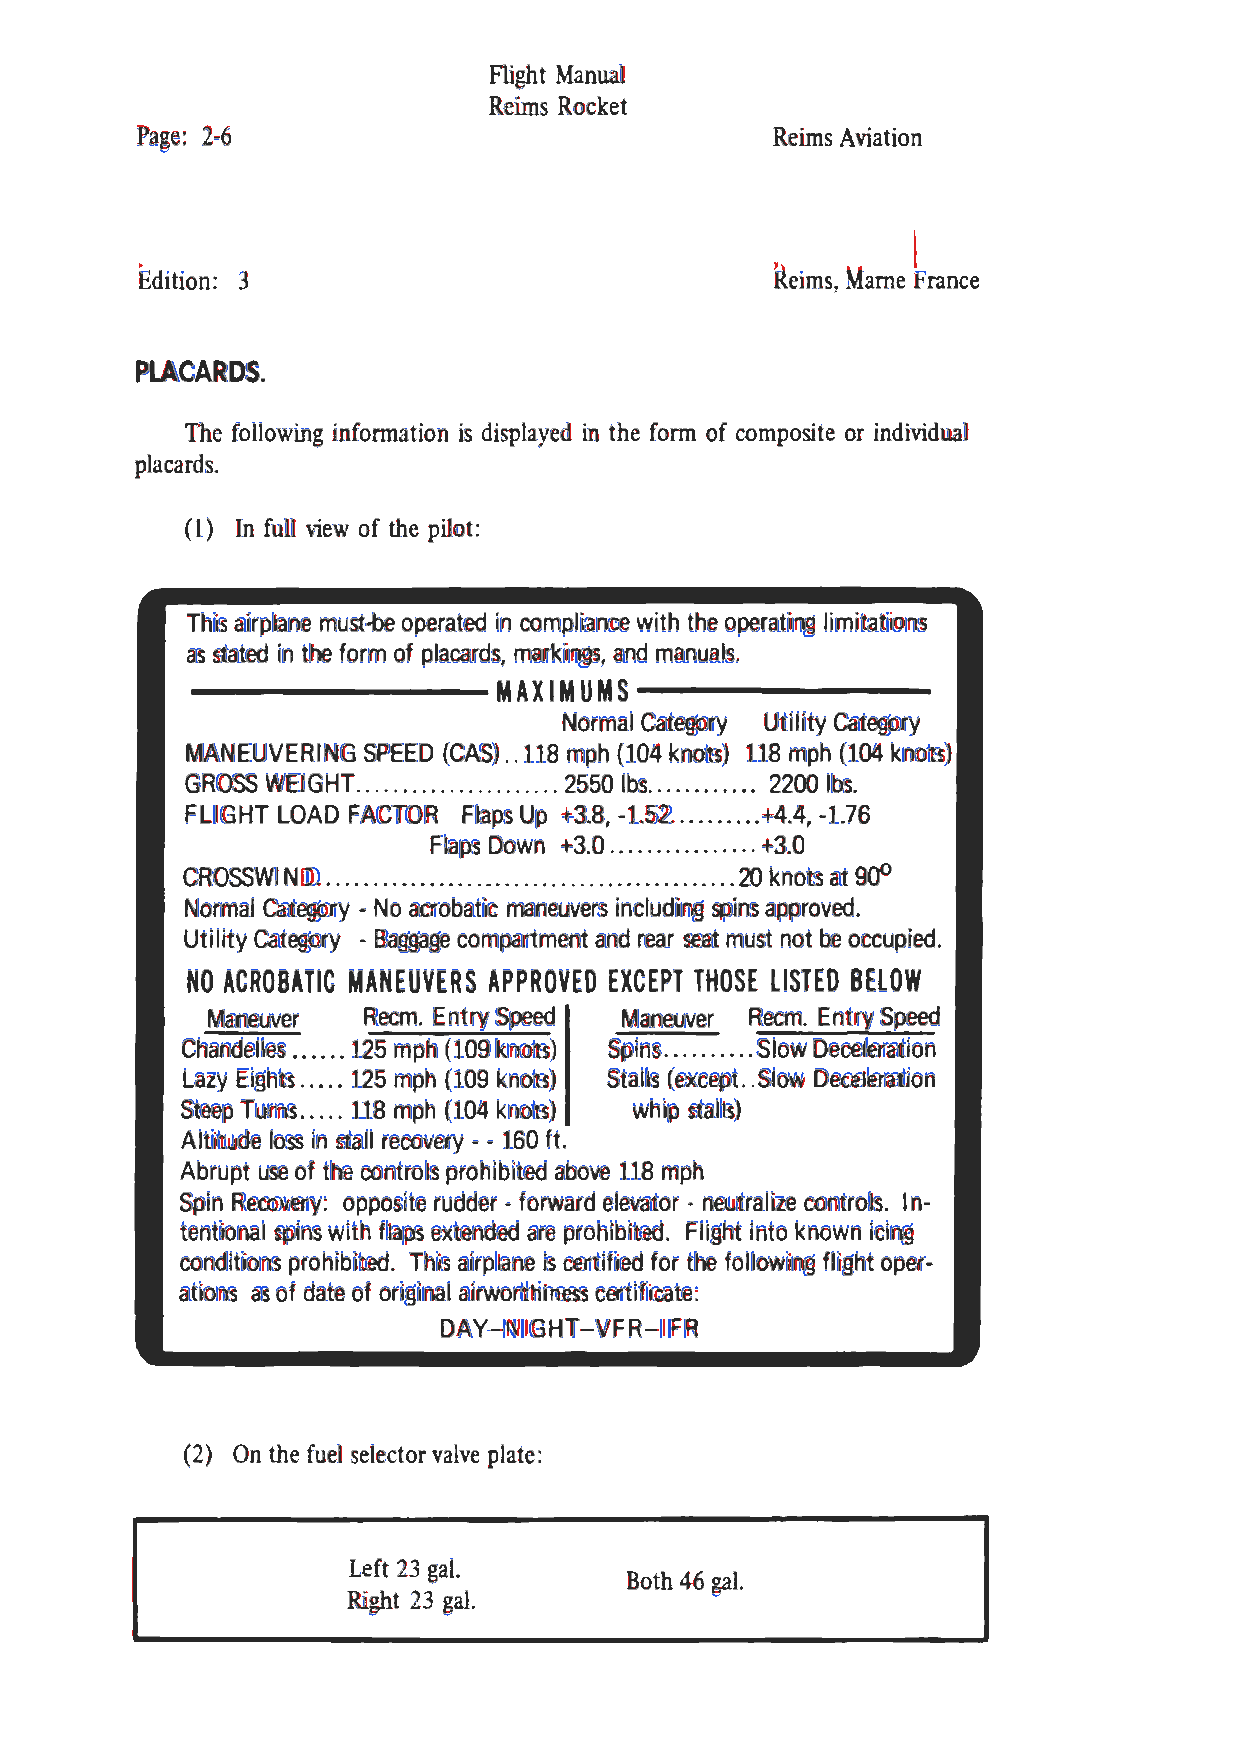 Flight Manual
Reims Rocket
Page: 2-6 Reims Aviation
Edition: 3 Reims, Marne France
PLACARDS.
The following information is displayed in the form of composite or individual
placards.
(1) In full view of the pilot:
This airplane must-be operated in compliance with the operating limitations
as stated in the form of placards, markings, and manuals.
MAXIMUMS
Normal Category Utility Category
MANEUVERING SPEED (CAS)..118 mph (104 knots) 118 mph (104 knots)
GROSS WEIGHT......................2550 lbs............ 2200 lbs.
FLIGHT LOAD FACTOR Flaps Up +3.8, -1.52..........+4.4, -1.76
Flaps Down +3.0................+3.0
CROSSWIND............................................20 knots at 90°
Normal Category - No acrobatic maneuvers including spins approved.
Utility Category - Baggage compartment and rear seat must not be occupied.
NO ACROBATIC MANEUVERS APPROVED EXCEPT THOSE LISTED BELOW
Maneuver Recm. Entry Speed Maneuver Recm. Entry Speed
Chandelles......125 mph (109 knots) Spins..........Slow Deceleration
Lazy Eights.....125 mph (109 knots) Stalls (except..Slow Deceleration
Steep Turns.....118 mph (104 knots) whip stalls)
Altitude loss in stall recovery - - 160 ft.
Abrupt use of the controls prohibited above 118 mph
Spin Recovery: opposite rudder - forward elevator - neutralize controls. In-
tentional spins with flaps extended are prohibited. Flight into known icing
conditions prohibited. This airplane is certified for the following flight oper-
ations as of date of original airworthiness certificate:
DAY–NIGHT–VFR–IFR
(2) On the fuel selector valve plate:
Left 23 gal.
Both 46 gal.
Right 23 gal.